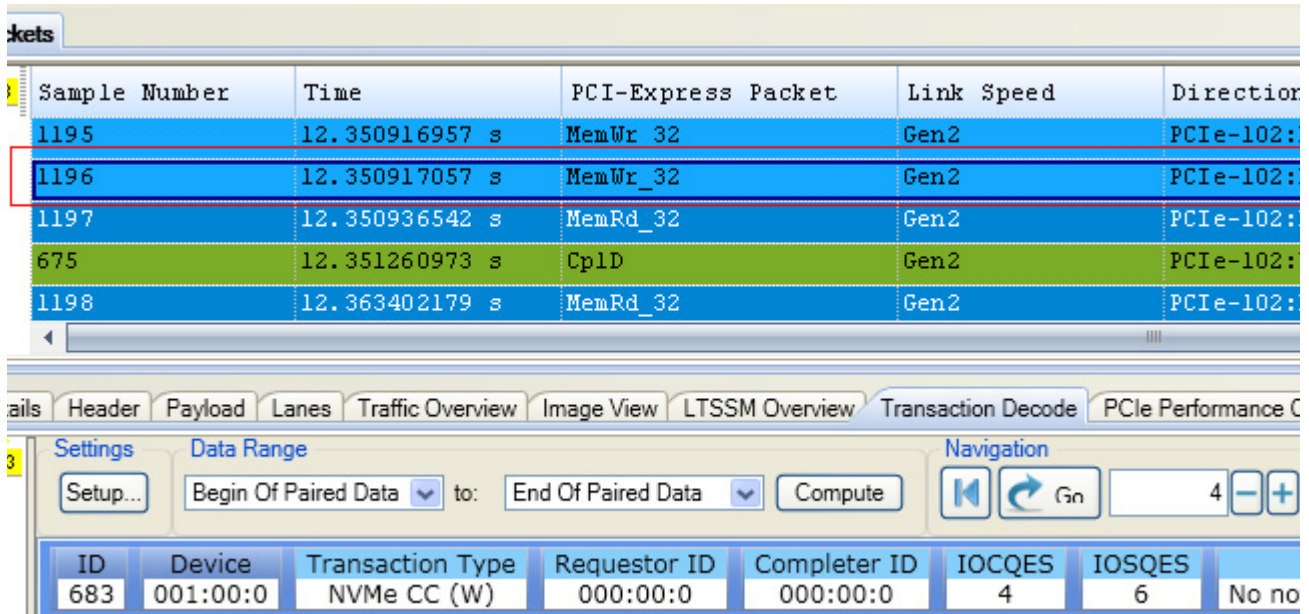 ckets
3 Sample Number Time PCI-Express Packet Link Speed Direction
1195 12.350916957 s MemWr_32 Gen2 PCIe-102:
1196 12.350917057 s MemWr_32 Gen2 PCIe-102:
1197 12.350936542 s MemRd_32 Gen2 PCIe-102:
675 12.351260973 s CplD Gen2 PCIe-102:
1198 12.363402179 s MemRd_32 Gen2 PCIe-102:
ails Header Payload Lanes Traffic Overview Image View LTSSM Overview Transaction Decode PCIe Performance
3 Settings Data Range Navigation
Setup... Begin Of Paired Data to: End Of Paired Data Compute Go 4
ID Device Transaction Type Requestor ID Completer ID IOCQES IOSQES
683 001:00:0 NVMe CC (W) 000:00:0 000:00:0 4 6 No no